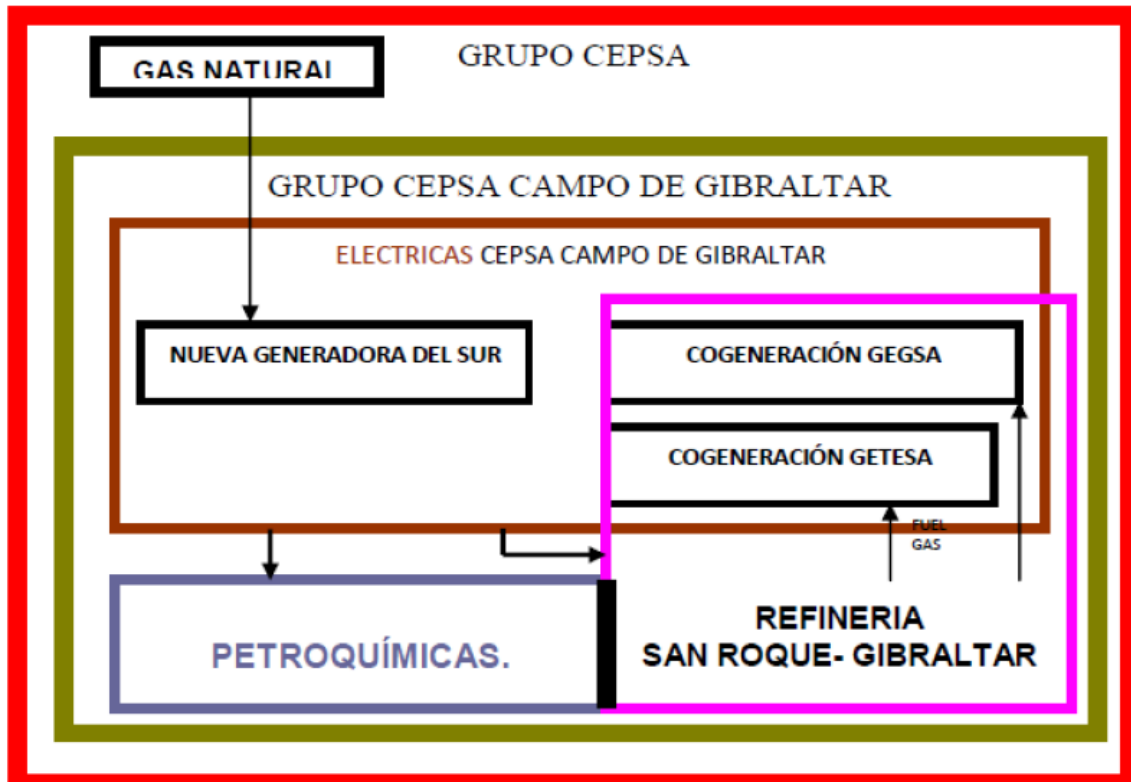 GAS NATURAL
GRUPO CEPSA
GRUPO CEPSA CAMPO DE GIBRALTAR
ELECTRICAS CEPSA CAMPO DE GIBRALTAR
NUEVA GENERADORA DEL SUR
COGENERACIÓN GEGSA
COGENERACIÓN GETESA
FUEL
GAS
PETROQUÍMICAS.
REFINERIA
SAN ROQUE- GIBRALTAR